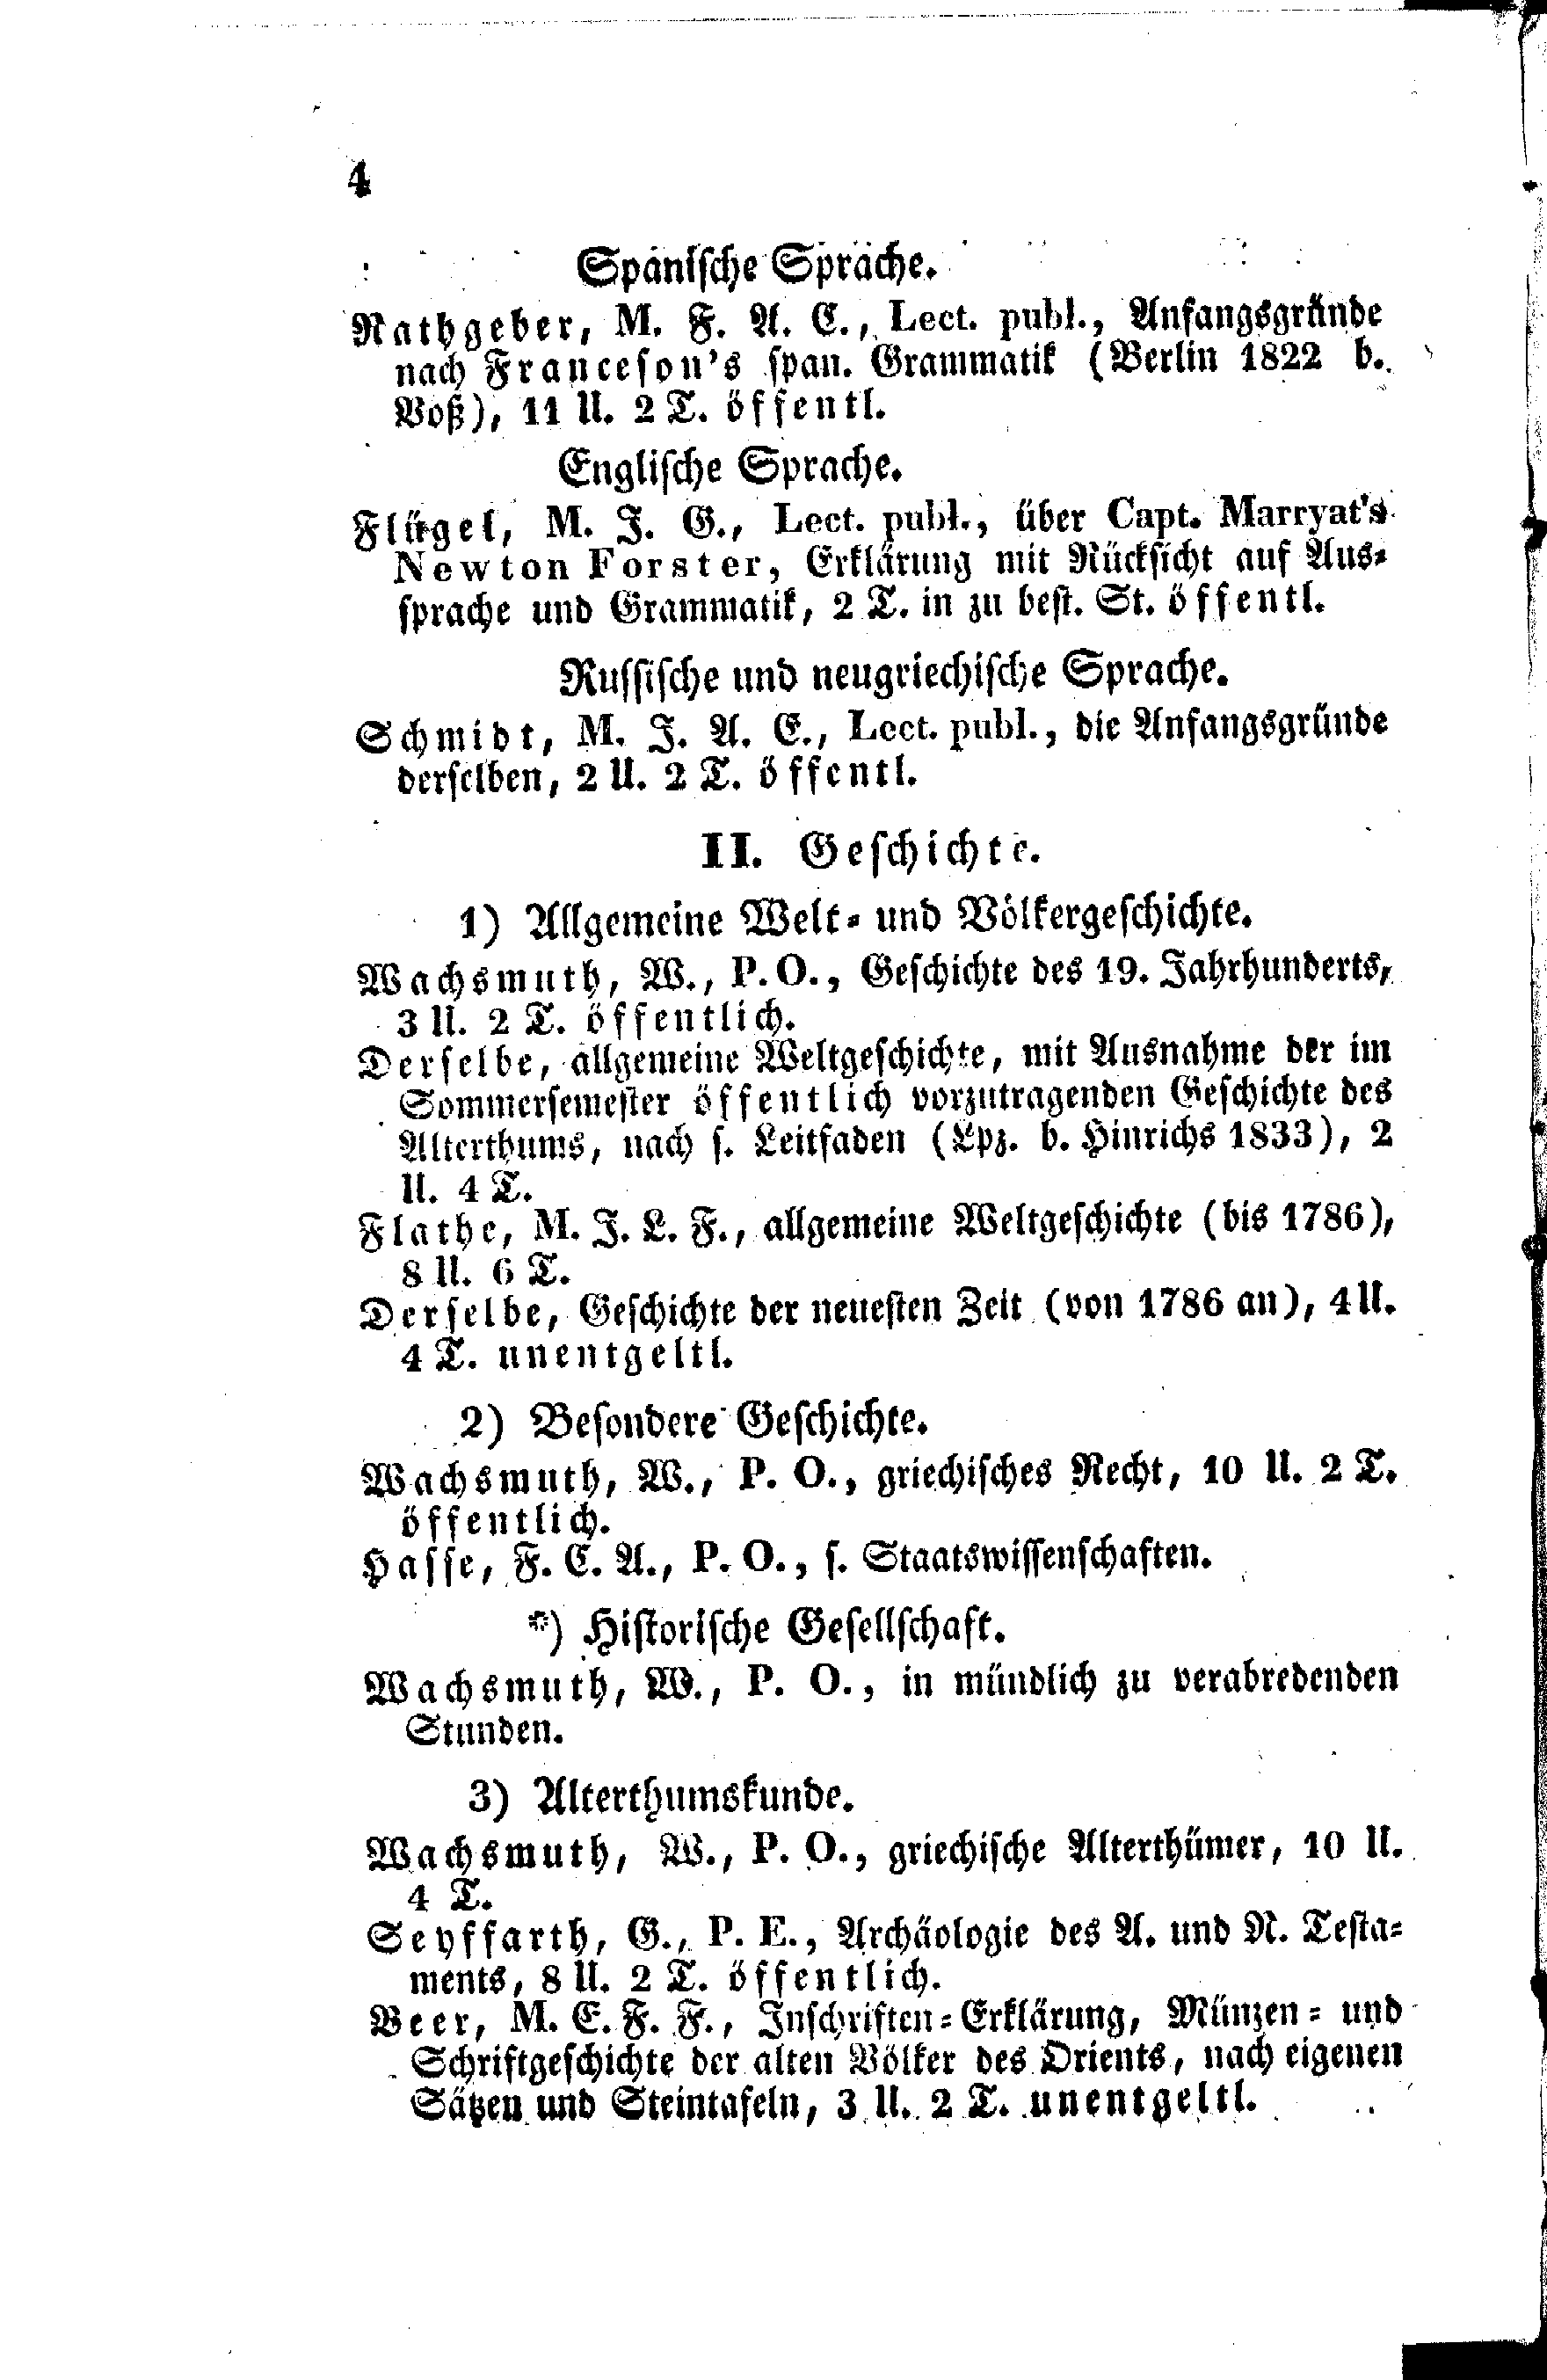 4
Spanische Sprache.
Rathgeber, M. F. A. C., Lect. publ., Anfangsgründe
nach Franceson's span. Grammatik (Berlin 1822 b.
Voß), 11 U. 2 T. öffentl.
Englische Sprache.
Flügel, M. J. G., Lect. publ., über Capt. Marryat's
Newton Forster, Erklärung mit Rücksicht auf Aus-
sprache und Grammatik, 2 T. in zu best. St. öffentl.
Russische und neugriechische Sprache.
Schmidt, M. J. A. E., Lect. publ., die Anfangsgründe
derselben, 2 U. 2 T. öffentl.
II. Geschichte.
1) Allgemeine Welt- und Völkergeschichte.
Wachsmuth, W., P. O., Geschichte des 19. Jahrhunderts,
3 U. 2 T. öffentlich.
Derselbe, allgemeine Weltgeschichte, mit Ausnahme der im
Sommersemester öffentlich vorzutragenden Geschichte des
Alterthums, nach s. Leitfaden (Lpz. b. Hinrichs 1833), 2
U. 4 T.
Flathe, M. J. L. F., allgemeine Weltgeschichte (bis 1786),
8 U. 6 T.
Derselbe, Geschichte der neuesten Zeit (von 1786 an), 4 U.
4 T. unentgeltl.
2) Besondere Geschichte.
Wachsmuth, W., P. O., griechisches Recht, 10 U. 2 T.
öffentlich.
Hasse, F. C. A., P. O., s. Staatswissenschaften.
*) Historische Gesellschaft.
Wachsmuth, W., P. O., in mündlich zu verabredenden
Stunden.
3) Alterthumskunde.
Wachsmuth, W., P. O., griechische Alterthümer, 10 U.
4 T.
Seyffarth, G., P. E., Archäologie des A. und N. Testa-
ments, 8 U. 2 T. öffentlich.
Beer, M. E. F. F., Inschriften-Erklärung, Münzen- und
Schriftgeschichte der alten Völker des Orients, nach eigenen
Sätzen und Steintafeln, 3 U. 2 T. unentgeltl.